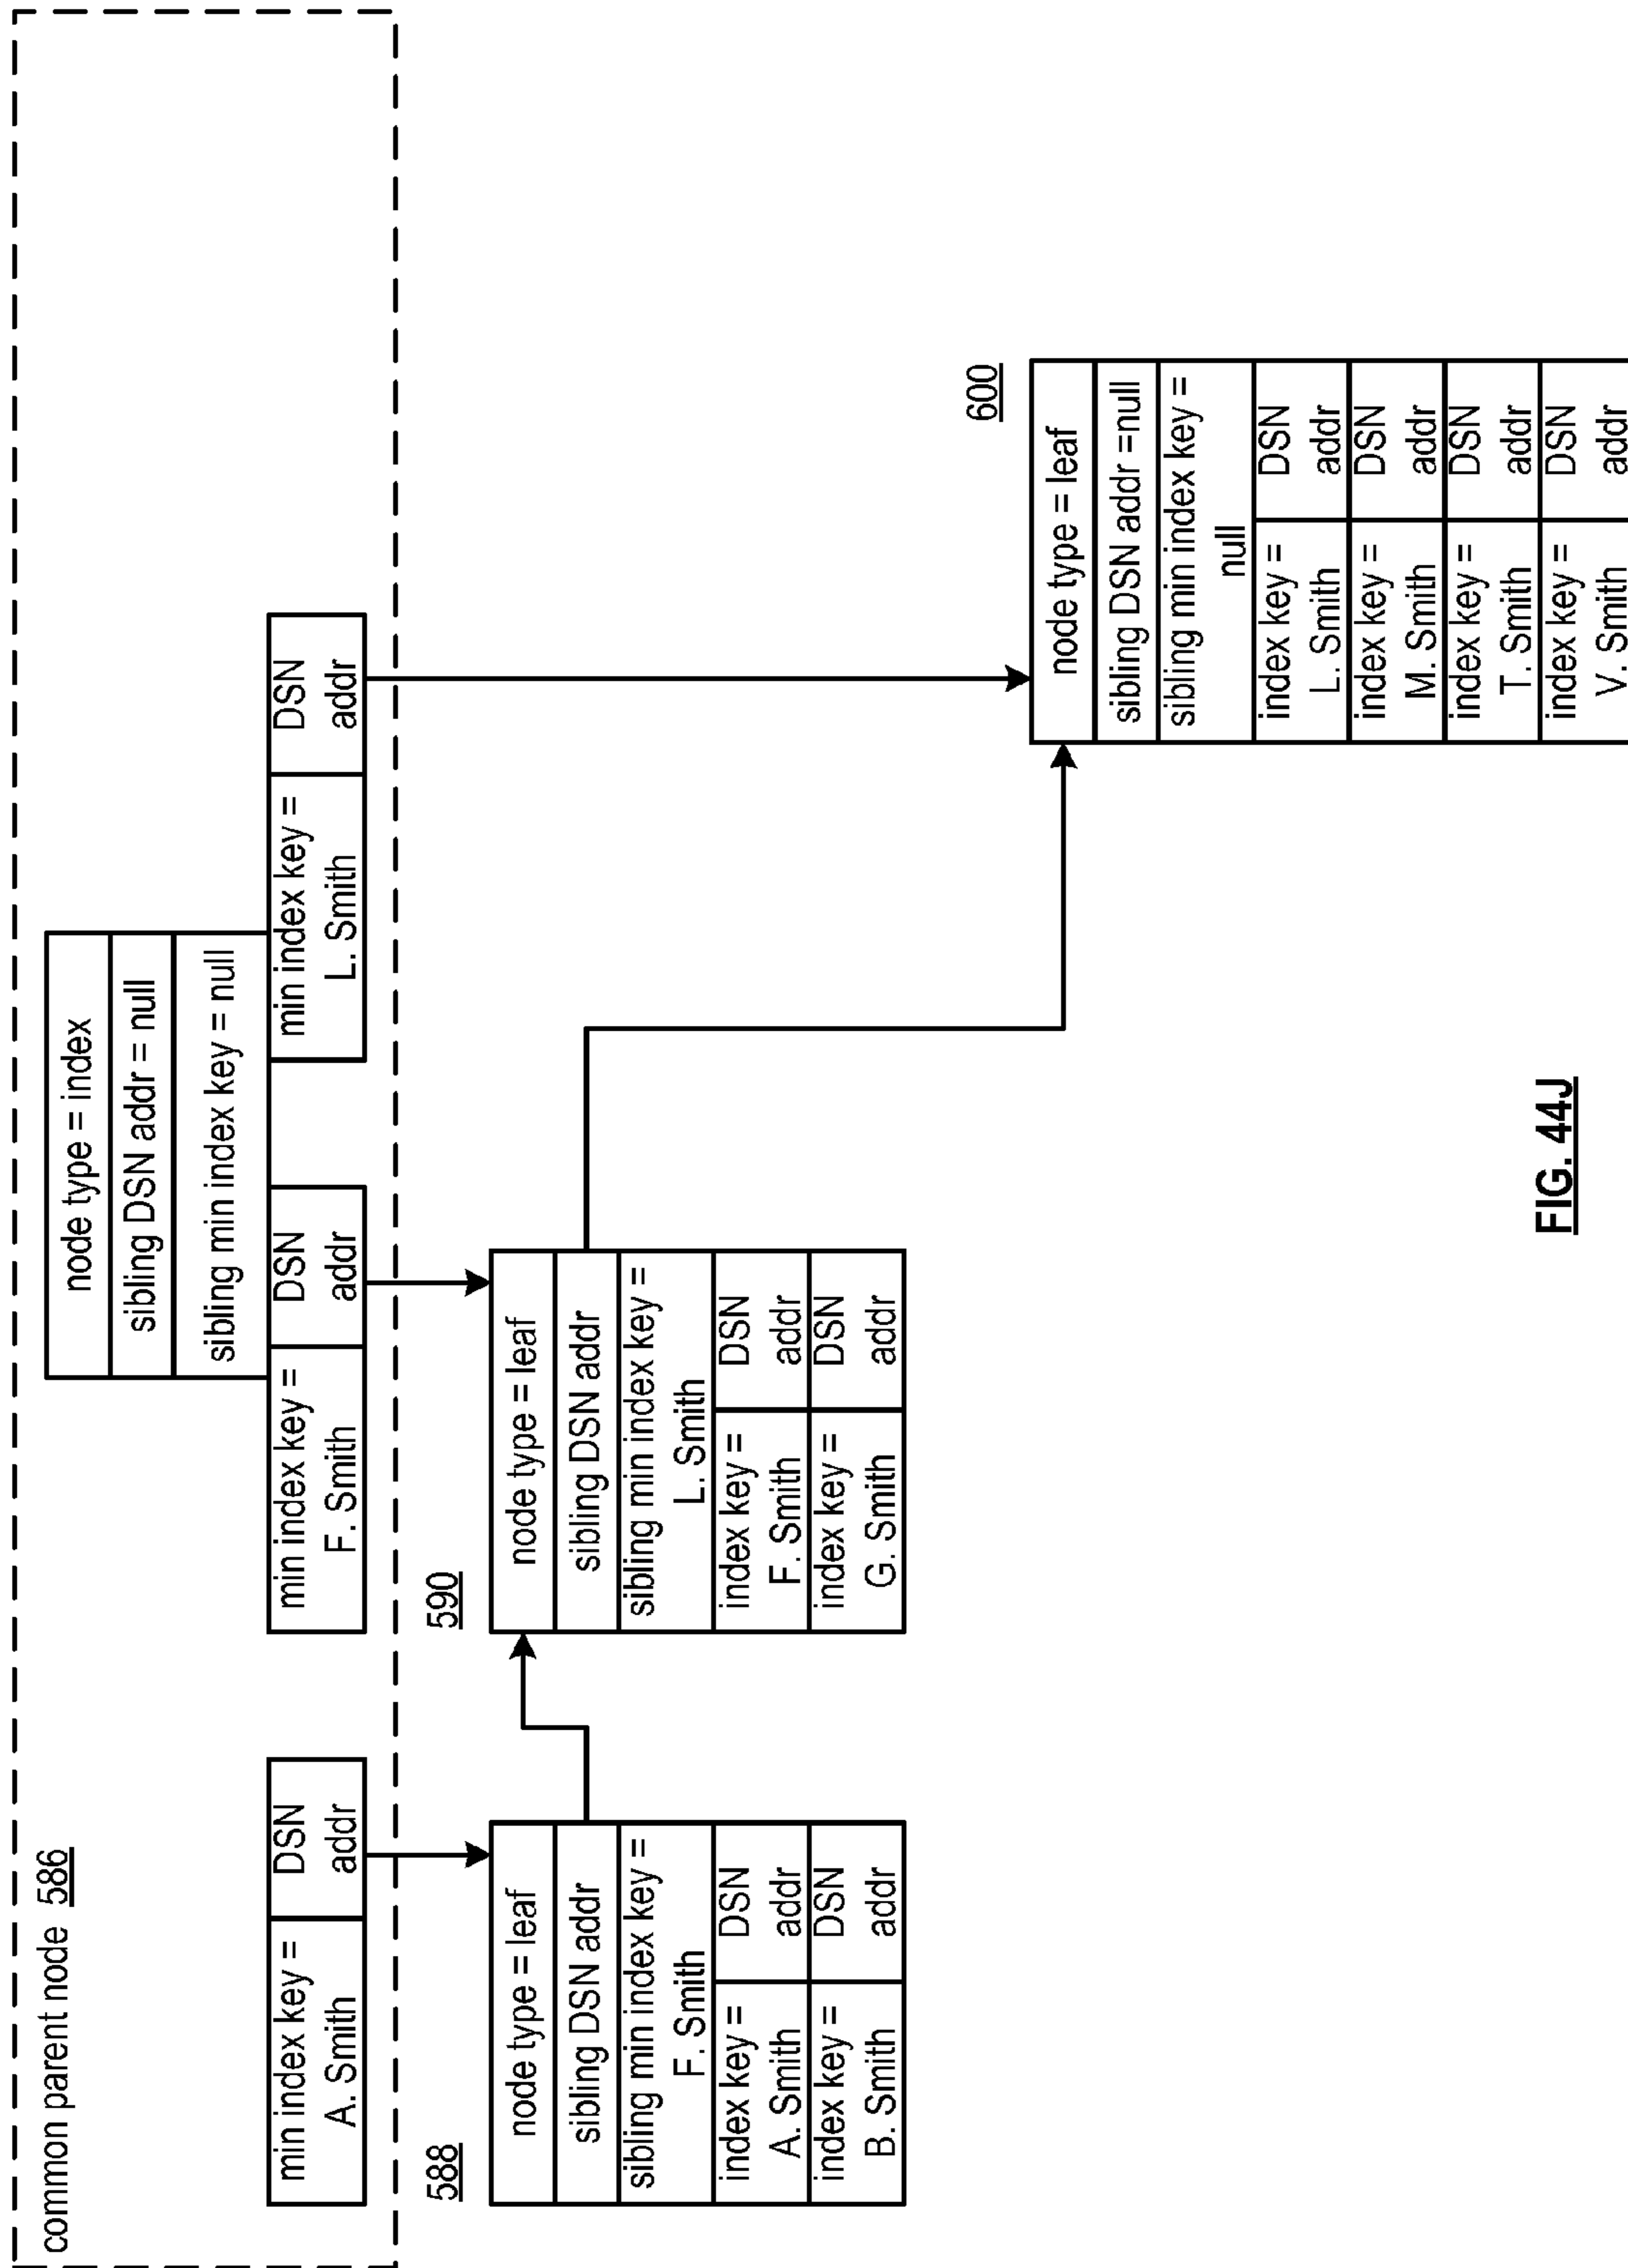 common parent node 586
node type = index
sibling DSN addr = null
sibling min index key = null
min index key =
A. Smith
DSN
addr
min index key =
F. Smith
DSN
addr
min index key =
L. Smith
DSN
addr
588
node type = leaf
sibling DSN addr
sibling min index key =
F. Smith
index key =
A. Smith
DSN
addr
index key =
B. Smith
DSN
addr
590
node type = leaf
sibling DSN addr
sibling min index key =
L. Smith
index key =
F. Smith
DSN
addr
index key =
G. Smith
DSN
addr
600
node type = leaf
sibling DSN addr =null
sibling min index key =
null
index key =
L. Smith
DSN
addr
index key =
M. Smith
DSN
addr
index key =
T. Smith
DSN
addr
index key =
V. Smith
DSN
addr
FIG. 44J